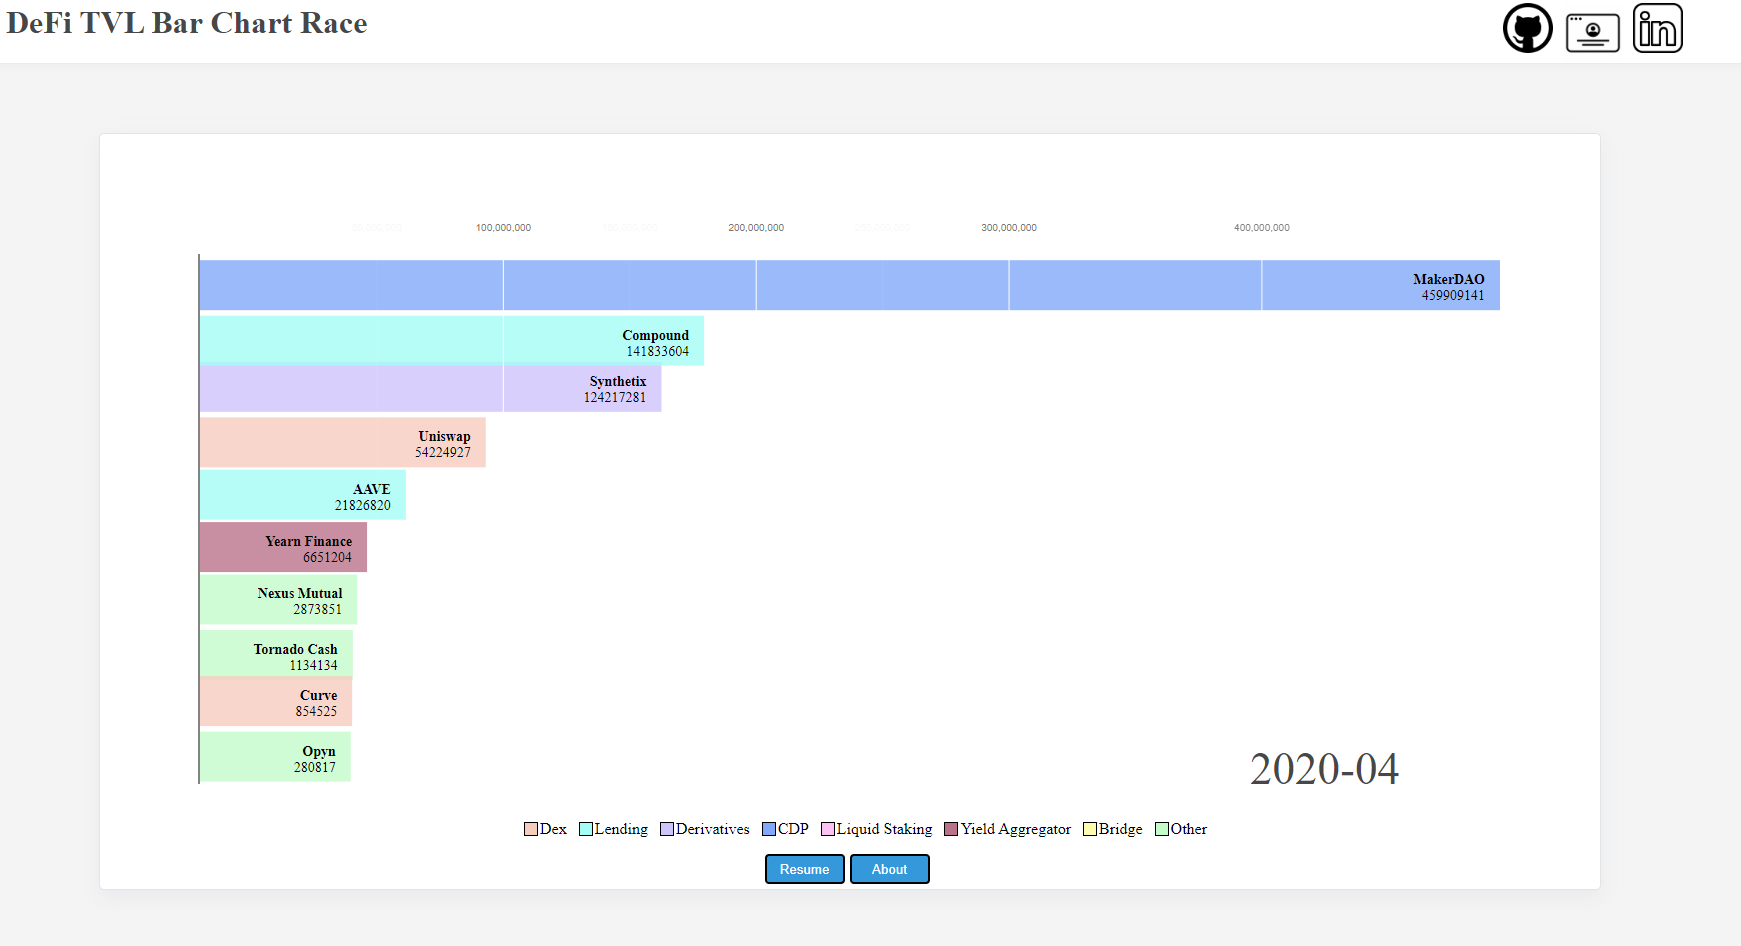 DeFi TVL Bar Chart Race
in
50,000,000 100,000,000 150,000,000 200,000,000 250,000,000 300,000,000 400,000,000
MakerDAO
459909141
Compound
141833604
Synthetix
124217281
Uniswap
54224927
AAVE
21826820
Yearn Finance
6651204
Nexus Mutual
2873851
Tornado Cash
1134134
Curve
854525
Opyn
280817
2020-04
Dex Lending Derivatives CDP Liquid Staking Yield Aggregator Bridge Other
Resume About